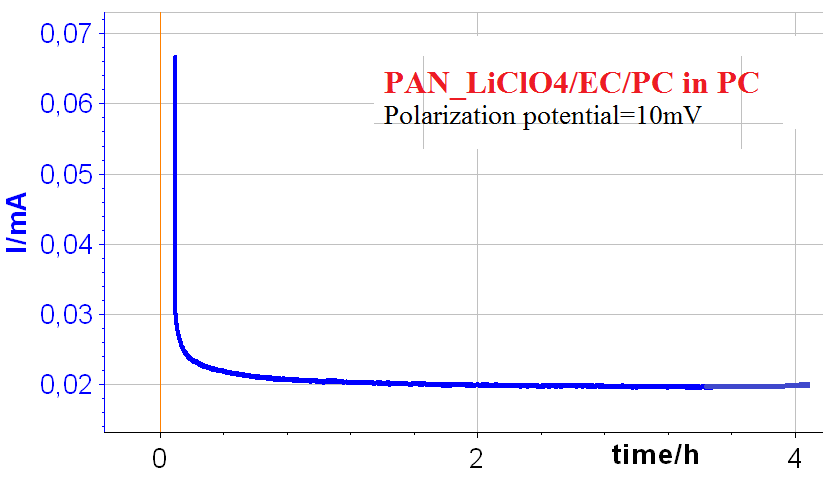 0,07
PAN_LiClO4/EC/PC in PC
Polarization potential=10mV
0,06
0,05
I/mA
0,04
0,03
0,02
0
2
time/h
4